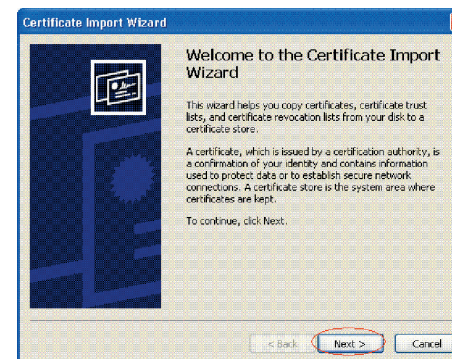 Certificate Import Wizard
Welcome to the Certificate Import
Wizard
This wizard helps you copy certificates, certificate trust
lists, and certificate revocation lists from your disk to a
certificate store.
A certificate, which is issued by a certification authority, is
a confirmation of your identity and contains information
used to protect data or to establish secure network
connections. A certificate store is the system area where
certificates are kept.
To continue, click Next.
< Back Next > Cancel